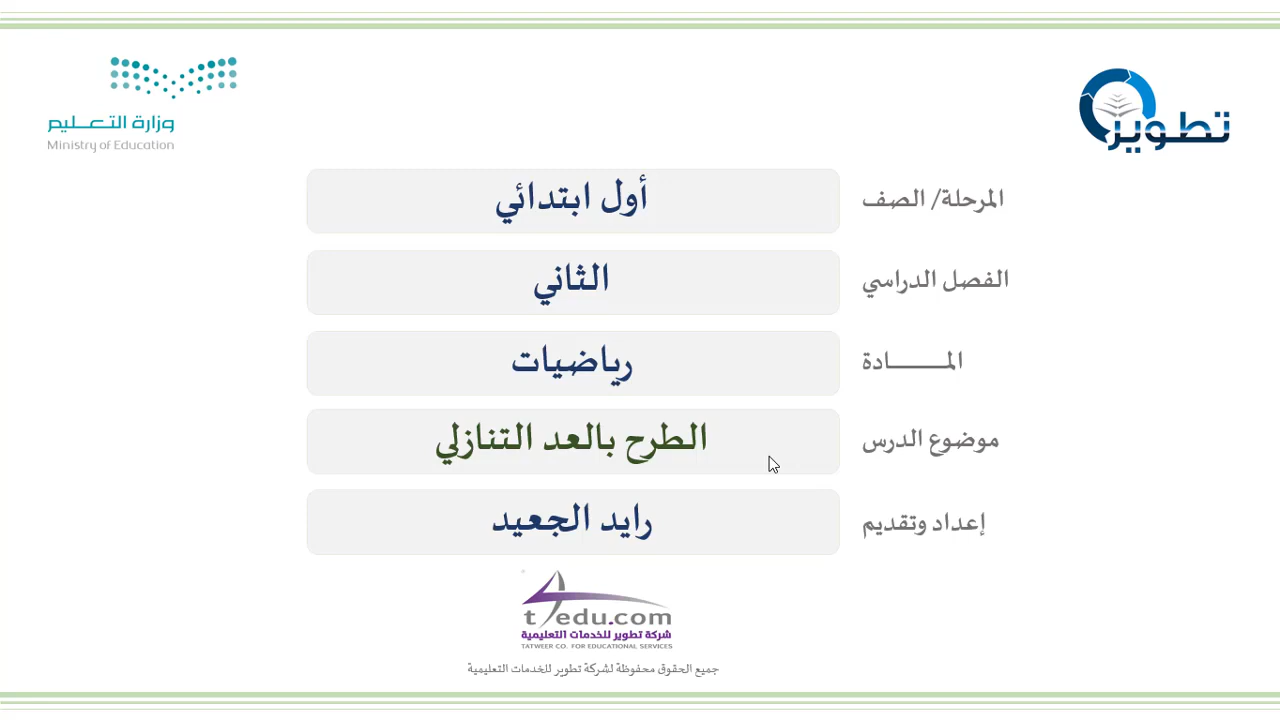 وزارة التعليم
Ministry of Education
تطوير
المرحلة/ الصف
أول ابتدائي
الفصل الدراسي
الثاني
المـــــــادة
رياضيات
موضوع الدرس
الطرح بالعد التنازلي
إعداد وتقديم
رايد الجعيد
t4edu.com
شركة تطوير للخدمات التعليمية
TATWEER CO. FOR EDUCATIONAL SERVICES
جميع الحقوق محفوظة لشركة تطوير للخدمات التعليمية